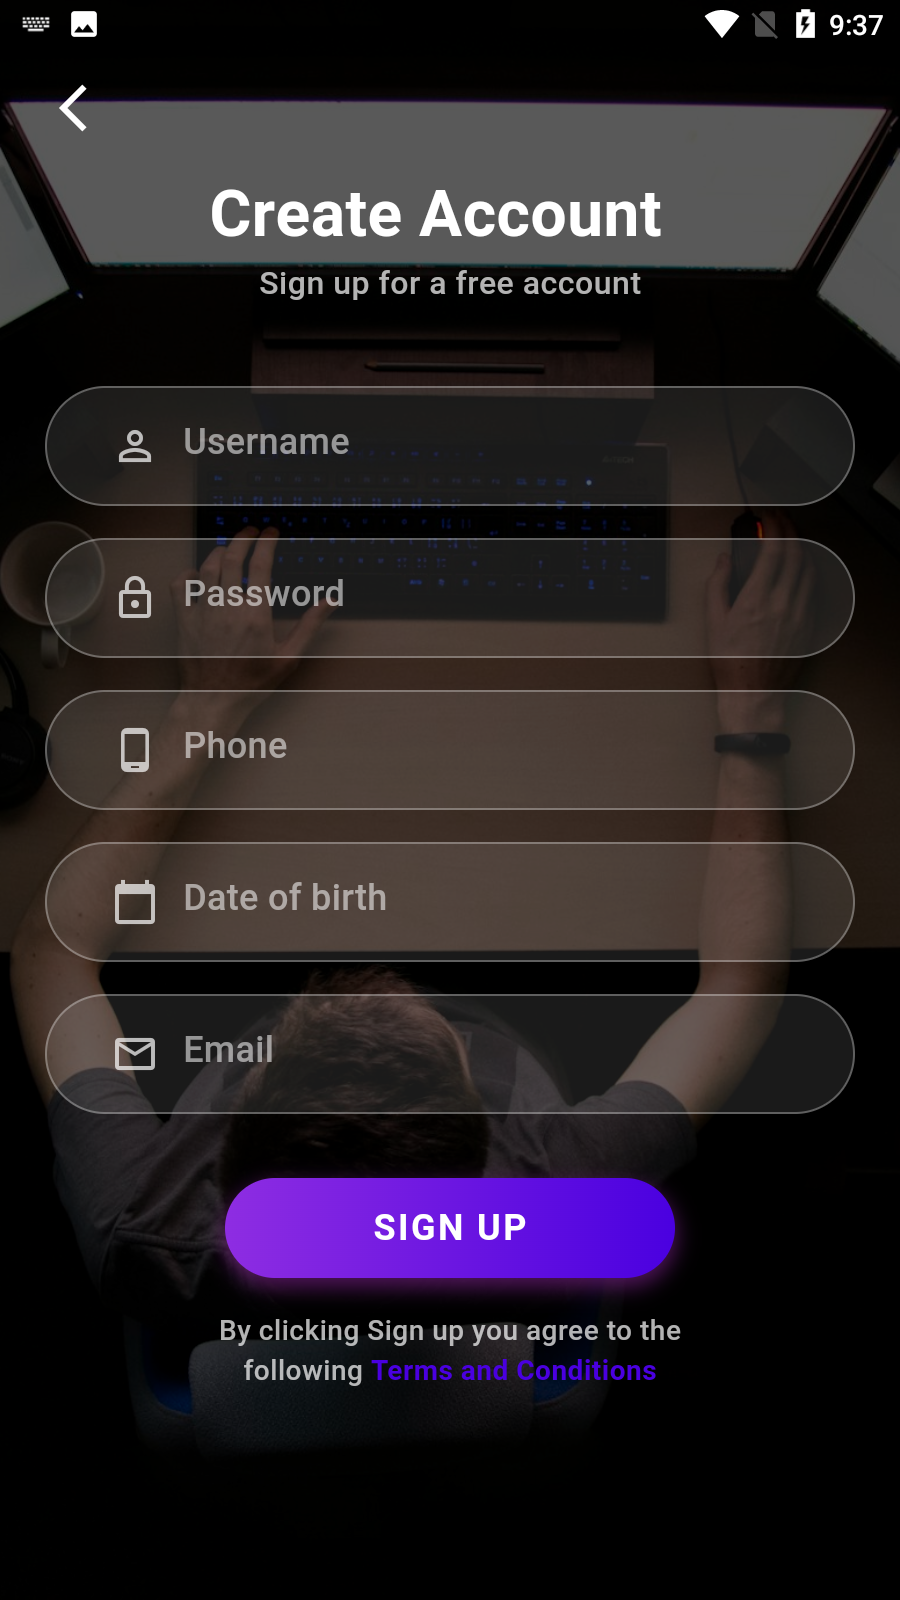 9:37
Create Account
Sign up for a free account
Username
Password
Phone
Date of birth
Email
SIGN UP
By clicking Sign up you agree to the
following Terms and Conditions